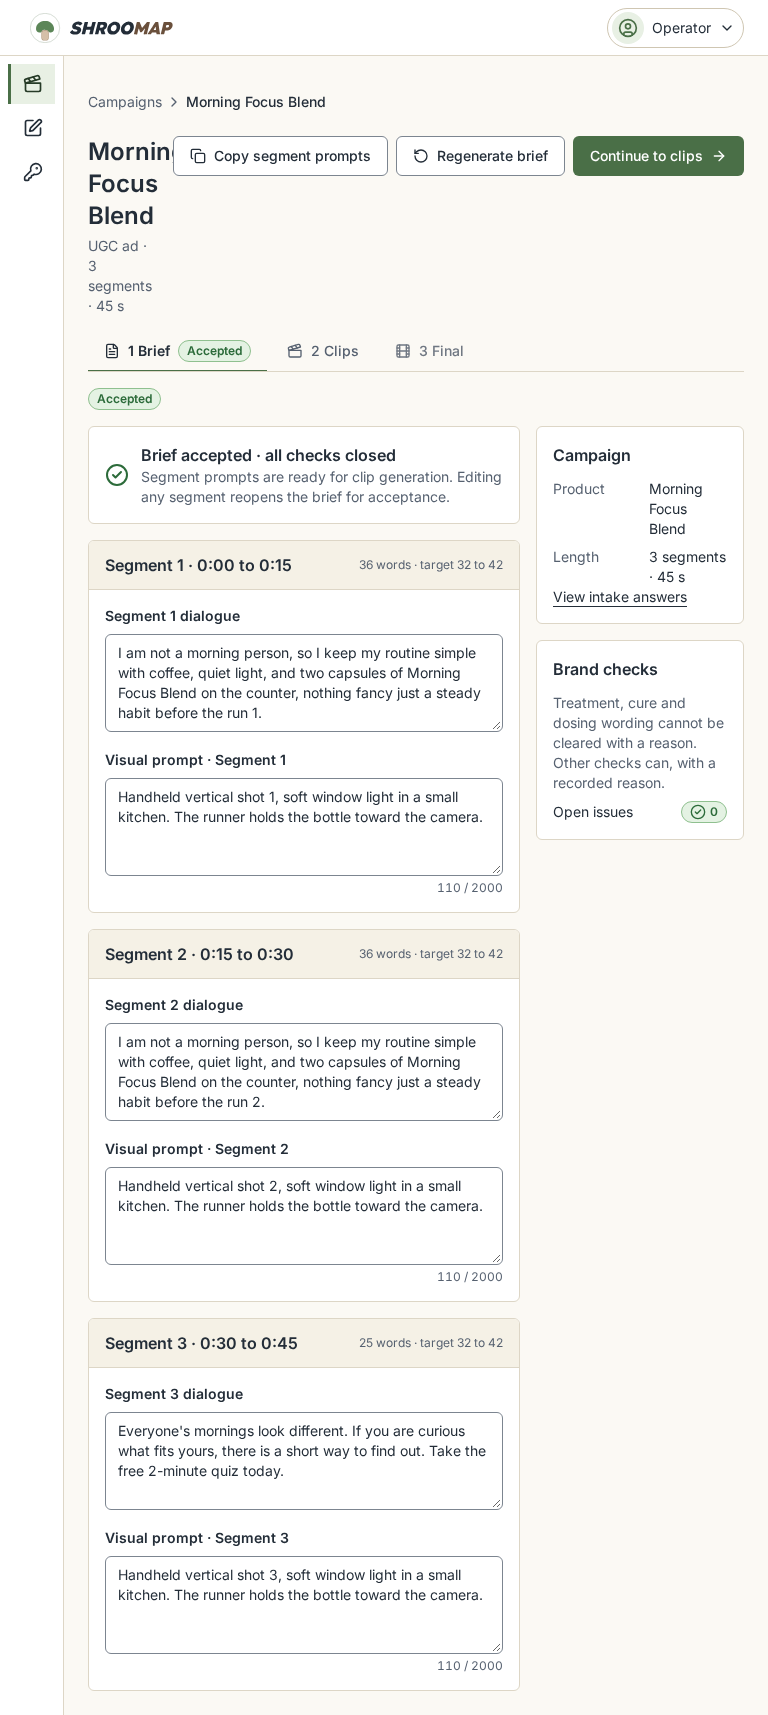 SHROOMAP
Operator
Campaigns > Morning Focus Blend
Morning
Focus
Blend
Copy segment prompts
Regenerate brief
Continue to clips →
UGC ad ·
3
segments
· 45 s
1 Brief Accepted
2 Clips
3 Final
Accepted
Brief accepted · all checks closed
Segment prompts are ready for clip generation. Editing
any segment reopens the brief for acceptance.
Segment 1 · 0:00 to 0:15
36 words · target 32 to 42
Segment 1 dialogue
I am not a morning person, so I keep my routine simple
with coffee, quiet light, and two capsules of Morning
Focus Blend on the counter, nothing fancy just a steady
habit before the run 1.
Visual prompt · Segment 1
Handheld vertical shot 1, soft window light in a small
kitchen. The runner holds the bottle toward the camera.
110 / 2000
Segment 2 · 0:15 to 0:30
36 words · target 32 to 42
Segment 2 dialogue
I am not a morning person, so I keep my routine simple
with coffee, quiet light, and two capsules of Morning
Focus Blend on the counter, nothing fancy just a steady
habit before the run 2.
Visual prompt · Segment 2
Handheld vertical shot 2, soft window light in a small
kitchen. The runner holds the bottle toward the camera.
110 / 2000
Segment 3 · 0:30 to 0:45
25 words · target 32 to 42
Segment 3 dialogue
Everyone's mornings look different. If you are curious
what fits yours, there is a short way to find out. Take the
free 2-minute quiz today.
Visual prompt · Segment 3
Handheld vertical shot 3, soft window light in a small
kitchen. The runner holds the bottle toward the camera.
110 / 2000
Campaign
Product
Morning
Focus
Blend
Length
3 segments
· 45 s
View intake answers
Brand checks
Treatment, cure and
dosing wording cannot be
cleared with a reason.
Other checks can, with a
recorded reason.
Open issues
0